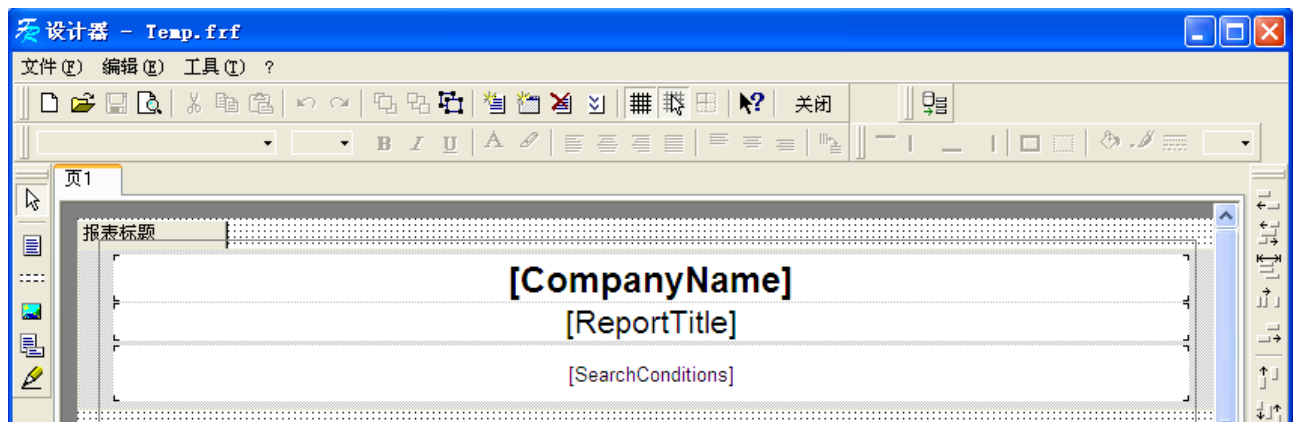 设计器 - Temp.frf
文件(F) 编辑(E) 工具(T) ?
关闭
B I U A
页1
报表标题
[CompanyName]
[ReportTitle]
[SearchConditions]